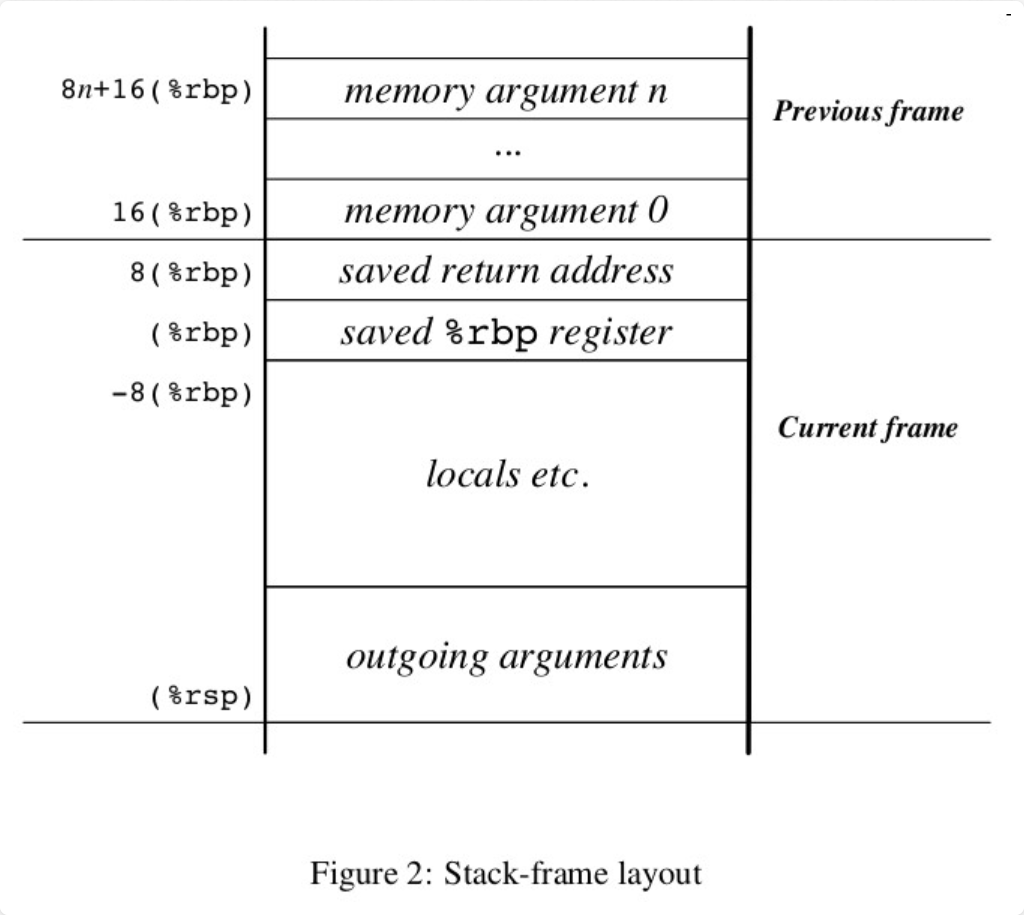 8n+16(%rbp) memory argument n
Previous frame
...
16(%rbp) memory argument 0
8(%rbp) saved return address
(%rbp) saved %rbp register
-8(%rbp)
Current frame
locals etc.
outgoing arguments
(%rsp)
Figure 2: Stack-frame layout